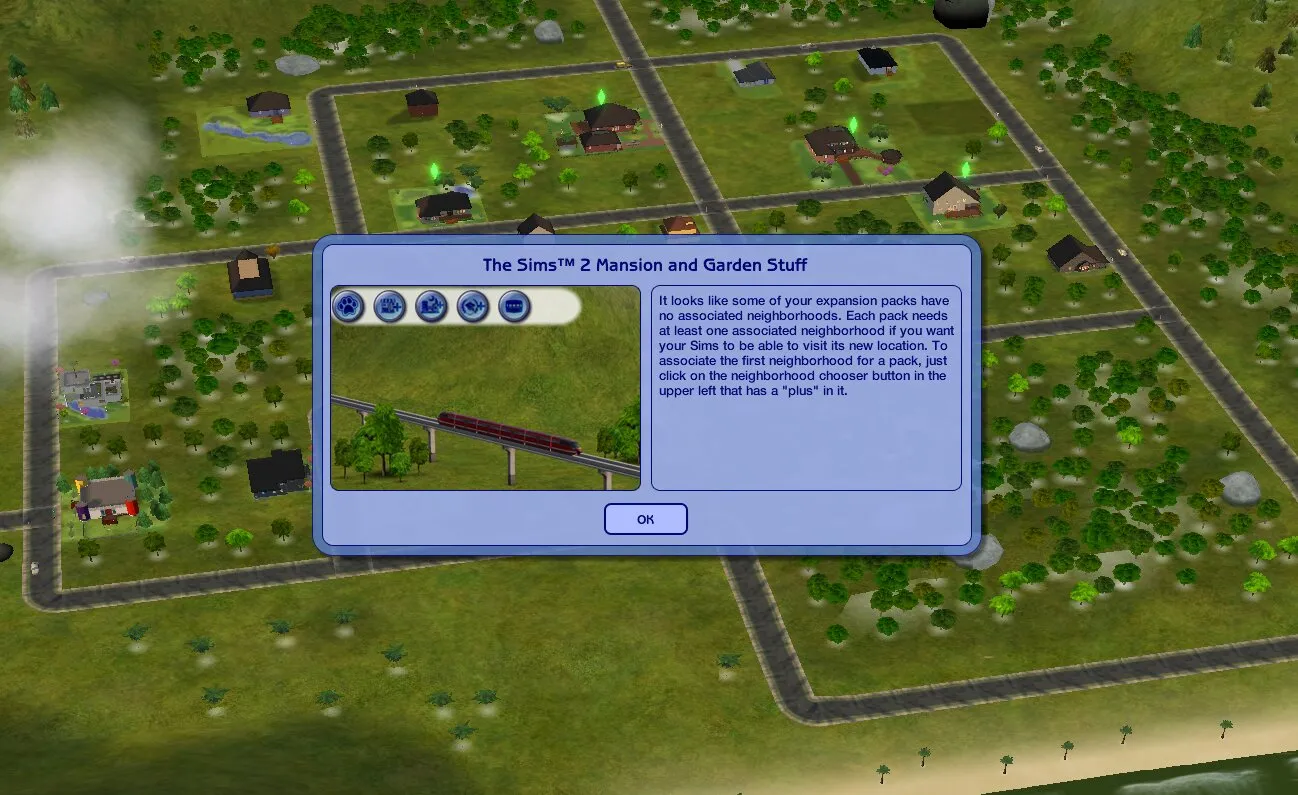 The Sims™ 2 Mansion and Garden Stuff
It looks like some of your expansion packs have
no associated neighborhoods. Each pack needs
at least one associated neighborhood if you want
your Sims to be able to visit its new location. To
associate the first neighborhood for a pack, just
click on the neighborhood chooser button in the
upper left that has a "plus" in it.
OK